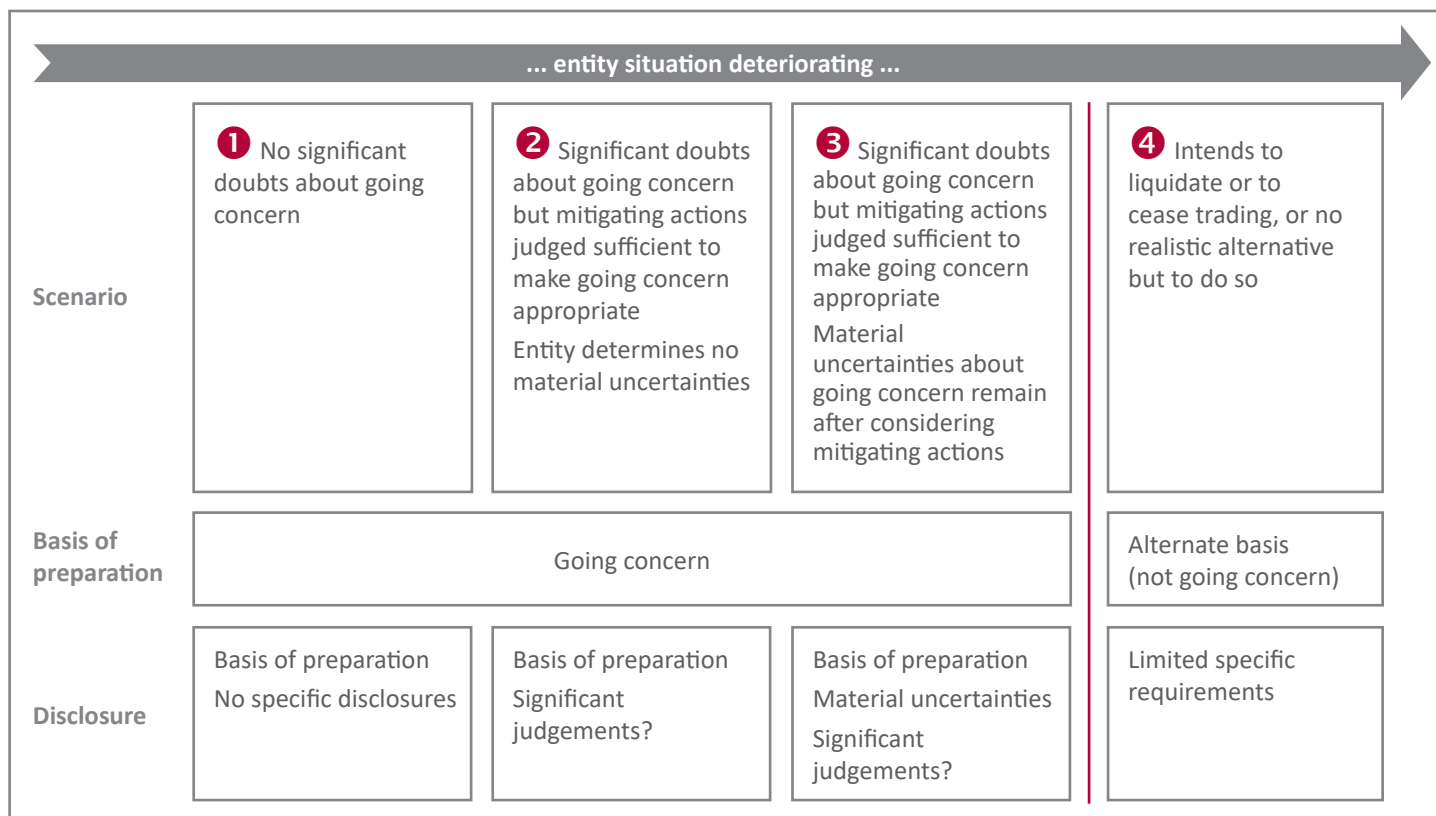 ... entity situation deteriorating ...
Scenario
❶ No significant
doubts about going
concern
❷ Significant doubts
about going concern
but mitigating actions
judged sufficient to
make going concern
appropriate
Entity determines no
material uncertainties
❸ Significant doubts
about going concern
but mitigating actions
judged sufficient to
make going concern
appropriate
Material
uncertainties about
going concern remain
after considering
mitigating actions
❹ Intends to
liquidate or to
cease trading, or no
realistic alternative
but to do so
Basis of
preparation
Going concern
Alternate basis
(not going concern)
Disclosure
Basis of preparation
No specific disclosures
Basis of preparation
Significant
judgements?
Basis of preparation
Material uncertainties
Significant
judgements?
Limited specific
requirements